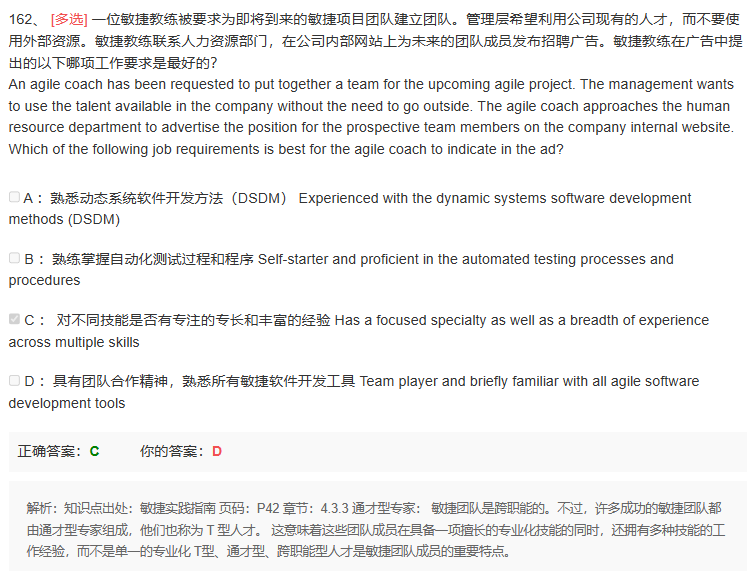 162、 [多选] 一位敏捷教练被要求为即将到来的敏捷项目团队建立团队。管理层希望利用公司现有的人才，而不要使
用外部资源。敏捷教练联系人力资源部门，在公司内部网站上为未来的团队成员发布招聘广告。敏捷教练在广告中提
出的以下哪项工作要求是最好的？
An agile coach has been requested to put together a team for the upcoming agile project. The management wants
to use the talent available in the company without the need to go outside. The agile coach approaches the human
resource department to advertise the position for the prospective team members on the company internal website.
Which of the following job requirements is best for the agile coach to indicate in the ad?
A： 熟悉动态系统软件开发方法（DSDM） Experienced with the dynamic systems software development
methods (DSDM)
B： 熟练掌握自动化测试过程和程序 Self-starter and proficient in the automated testing processes and
procedures
C： 对不同技能是否有专注的专长和丰富的经验 Has a focused specialty as well as a breadth of experience
across multiple skills
D： 具有团队合作精神，熟悉所有敏捷软件开发工具 Team player and briefly familiar with all agile software
development tools
正确答案：C 你的答案：D
解析：知识点出处：敏捷实践指南 页码：P42 章节：4.3.3 通才型专家： 敏捷团队是跨职能的。不过，许多成功的敏捷团队都
由通才型专家组成，他们也称为 T 型人才。 这意味着这些团队成员在具备一项擅长的专业化技能的同时，还拥有多种技能的工
作经验，而不是单一的专业化 T型、通才型、跨职能型人才是敏捷团队成员的重要特点。